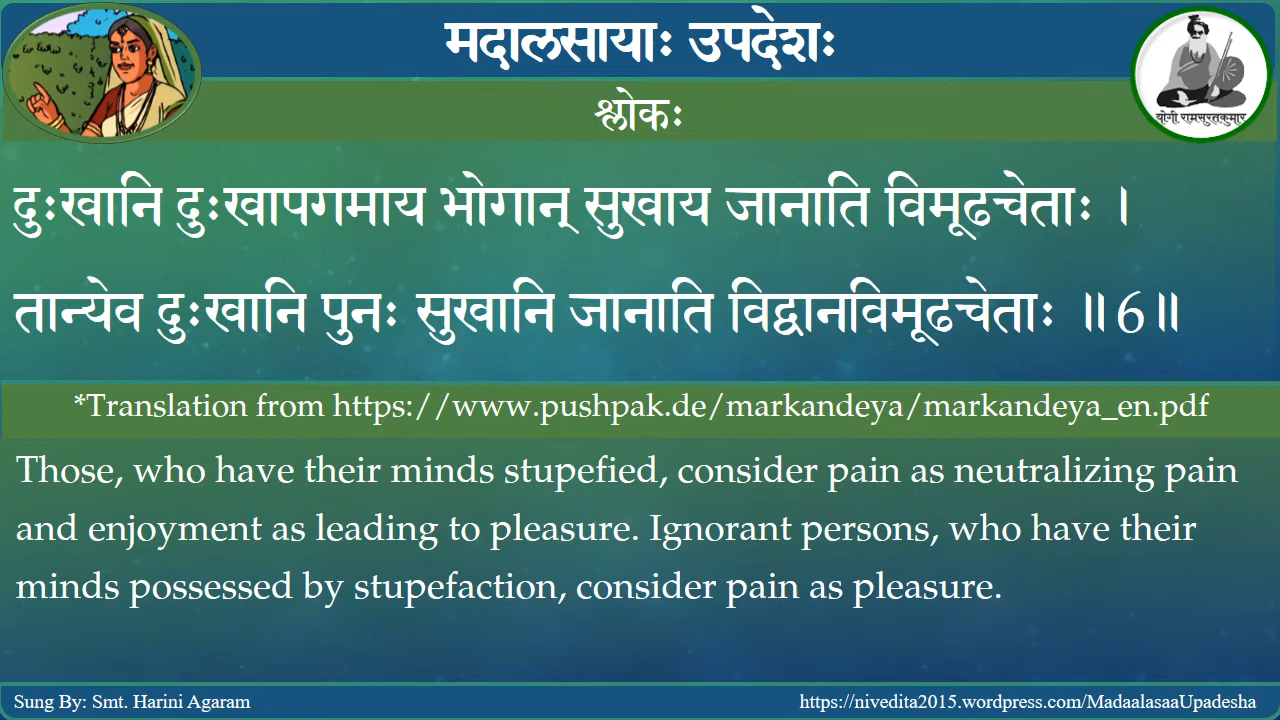 मदालसायाः उपदेशः
योगी रामसुरतकुमार
श्लोकः
दुःखानि दुःखापगमाय भोगान् सुखाय जानाति विमूढचेताः ।
तान्येव दुःखानि पुनः सुखानि जानाति विद्वानविमूढचेताः ॥6॥
*Translation from https://www.pushpak.de/markandeya/markandeya_en.pdf
Those, who have their minds stupefied, consider pain as neutralizing pain
and enjoyment as leading to pleasure. Ignorant persons, who have their
minds possessed by stupefaction, consider pain as pleasure.
Sung By: Smt. Harini Agaram
https://nivedita2015.wordpress.com/MadaalasaaUpadesha